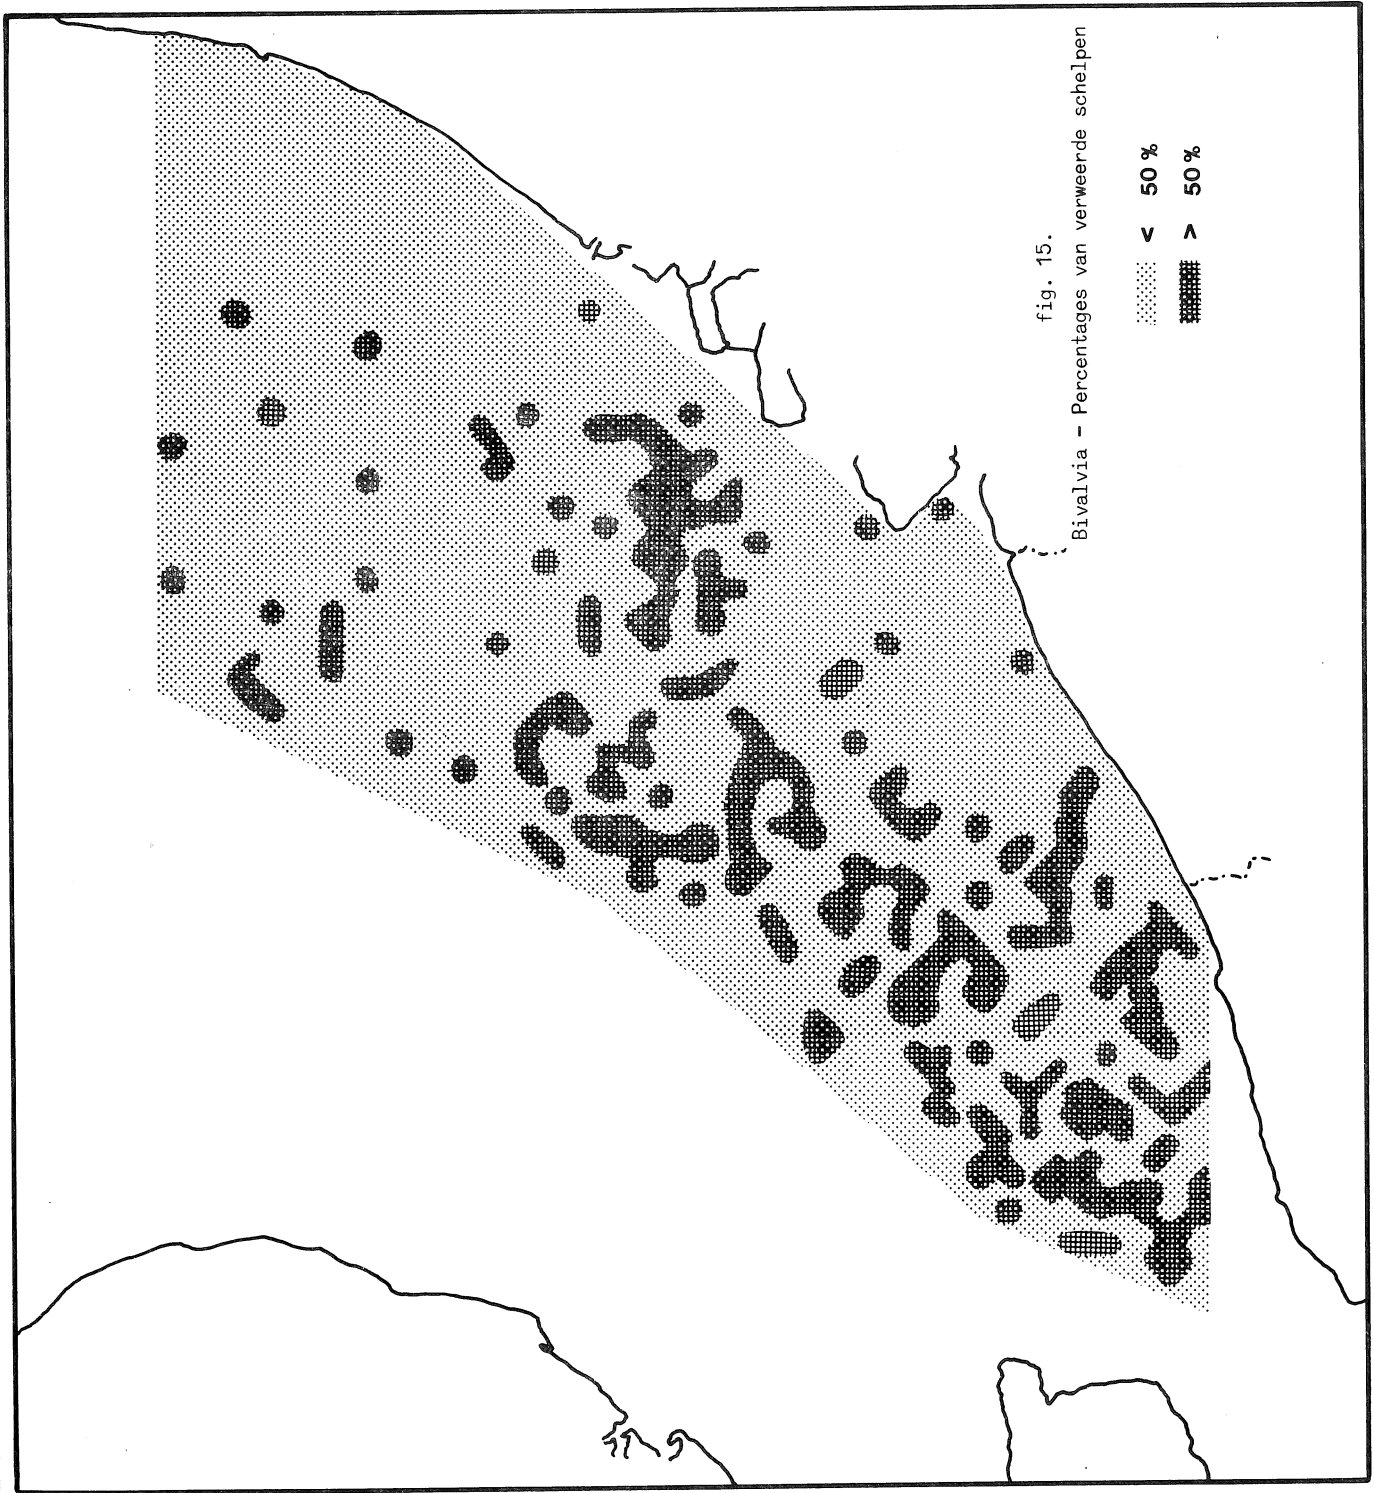 fig. 15.
Bivalvia - Percentages van verweerde schelpen
< 50 %
> 50 %